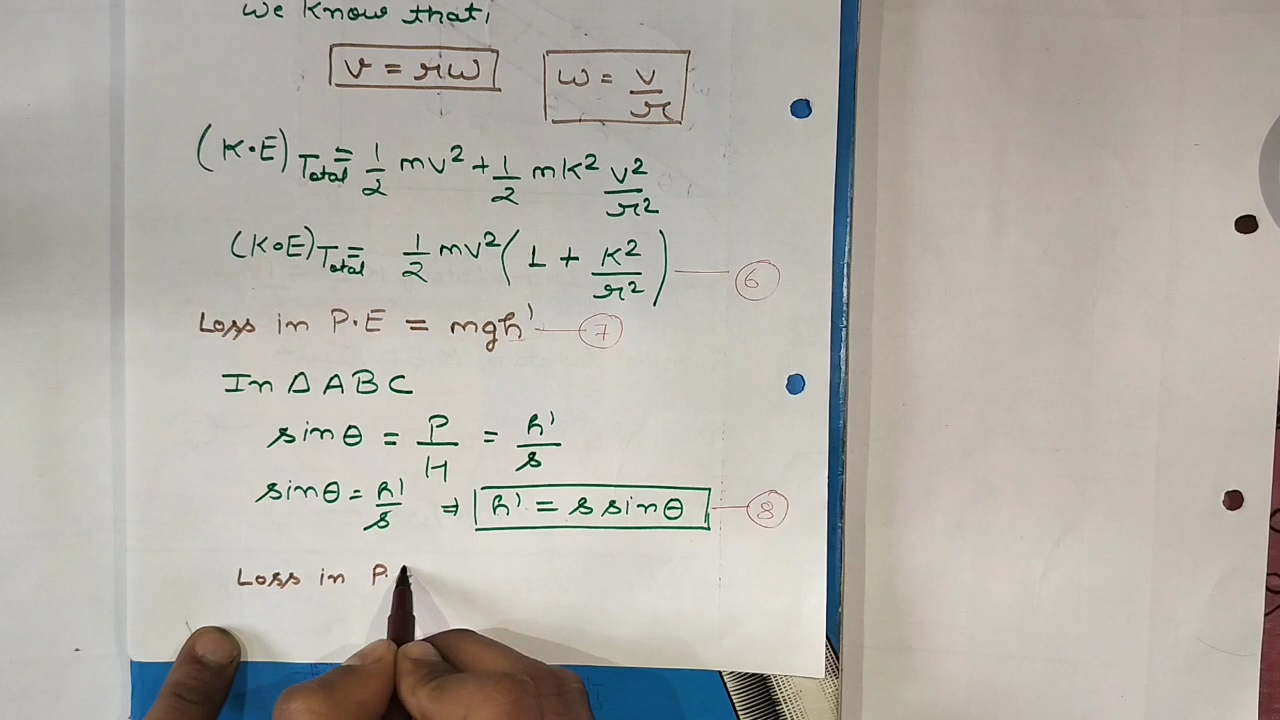 we know that,
v = rω ω = v/r
(K.E)Total = 1/2 mv² + 1/2 mK² v²/r²
(K.E)Total = 1/2 mv² (1 + K²/r²) — 6
Loss in P.E = mgh' — 7
In Δ ABC
sinθ = P/H = h'/s
sinθ = h'/s ⇒ h' = s sinθ — 8
Loss in P.